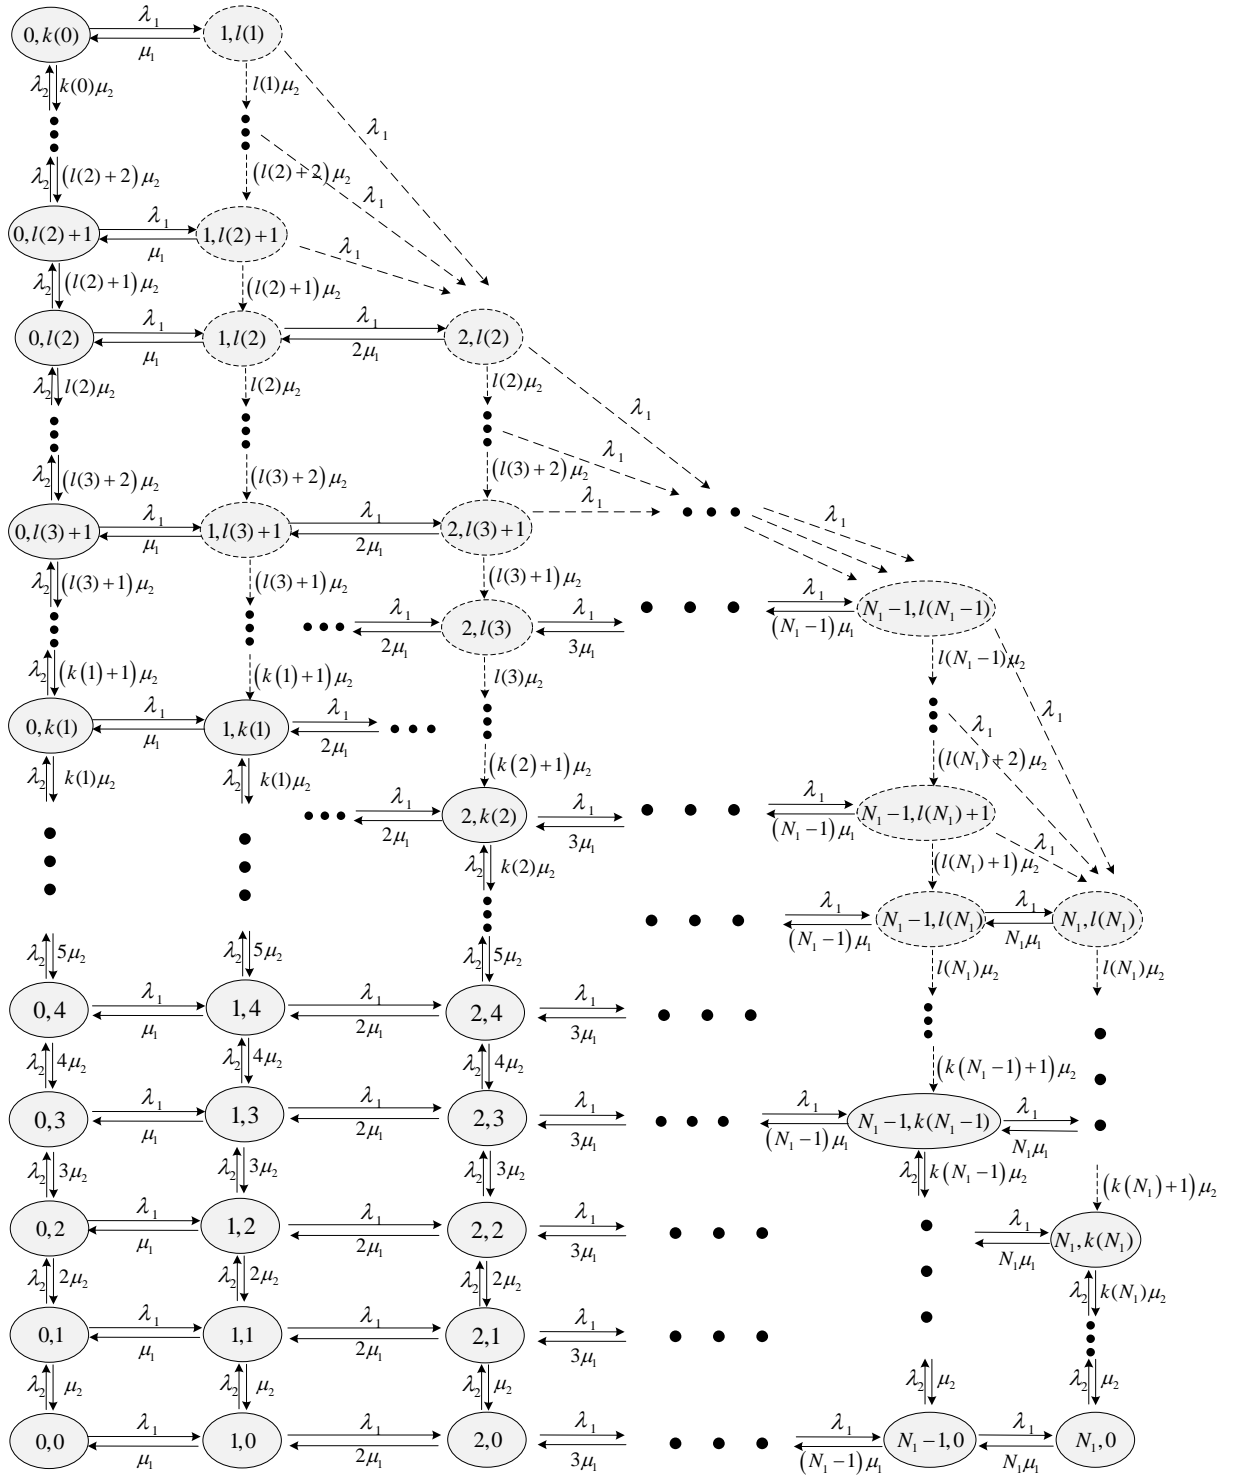 0,k(0) λ₁ μ₁ 1,l(1)
λ₂ k(0)μ₂ l(1)μ₂ λ₁
λ₂ (l(2)+2)μ₂ (l(2)+2)μ₂ λ₁
0,l(2)+1 λ₁ μ₁ 1,l(2)+1 λ₁
λ₂ (l(2)+1)μ₂ (l(2)+1)μ₂
0,l(2) λ₁ μ₁ 1,l(2) λ₁ 2μ₁ 2,l(2)
λ₂ l(2)μ₂ l(2)μ₂ l(2)μ₂ λ₁
λ₂ (l(3)+2)μ₂ (l(3)+2)μ₂ (l(3)+2)μ₂ λ₁
0,l(3)+1 λ₁ μ₁ 1,l(3)+1 λ₁ 2μ₁ 2,l(3)+1 λ₁ λ₁
λ₂ (l(3)+1)μ₂ (l(3)+1)μ₂ (l(3)+1)μ₂
λ₁ 2μ₁ 2,l(3) λ₁ 3μ₁ λ₁ (N₁−1)μ₁ N₁−1,l(N₁−1)
λ₂ (k(1)+1)μ₂ (k(1)+1)μ₂ l(3)μ₂ l(N₁−1)μ₂ λ₁
0,k(1) λ₁ μ₁ 1,k(1) λ₁ 2μ₁ λ₁
λ₂ k(1)μ₂ λ₂ k(1)μ₂ (k(2)+1)μ₂ (l(N₁)+2)μ₂
λ₁ 2μ₁ 2,k(2) λ₁ 3μ₁ λ₁ (N₁−1)μ₁ N₁−1,l(N₁)+1 λ₁
λ₂ k(2)μ₂ (l(N₁)+1)μ₂
λ₁ (N₁−1)μ₁ N₁−1,l(N₁) λ₁ N₁μ₁ N₁,l(N₁)
λ₂ 5μ₂ λ₂ 5μ₂ λ₂ 5μ₂ l(N₁)μ₂ l(N₁)μ₂
0,4 λ₁ μ₁ 1,4 λ₁ 2μ₁ 2,4 λ₁ 3μ₁
λ₂ 4μ₂ λ₂ 4μ₂ λ₂ 4μ₂ (k(N₁−1)+1)μ₂
0,3 λ₁ μ₁ 1,3 λ₁ 2μ₁ 2,3 λ₁ 3μ₁ λ₁ (N₁−1)μ₁ N₁−1,k(N₁−1) λ₁ N₁μ₁
λ₂ 3μ₂ λ₂ 3μ₂ λ₂ 3μ₂ λ₂ k(N₁−1)μ₂ (k(N₁)+1)μ₂
0,2 λ₁ μ₁ 1,2 λ₁ 2μ₁ 2,2 λ₁ 3μ₁ λ₁ N₁μ₁ N₁,k(N₁)
λ₂ 2μ₂ λ₂ 2μ₂ λ₂ 2μ₂ λ₂ k(N₁)μ₂
0,1 λ₁ μ₁ 1,1 λ₁ 2μ₁ 2,1 λ₁ 3μ₁
λ₂ μ₂ λ₂ μ₂ λ₂ μ₂ λ₂ μ₂ λ₂ μ₂
0,0 λ₁ μ₁ 1,0 λ₁ 2μ₁ 2,0 λ₁ 3μ₁ λ₁ (N₁−1)μ₁ N₁−1,0 λ₁ N₁μ₁ N₁,0